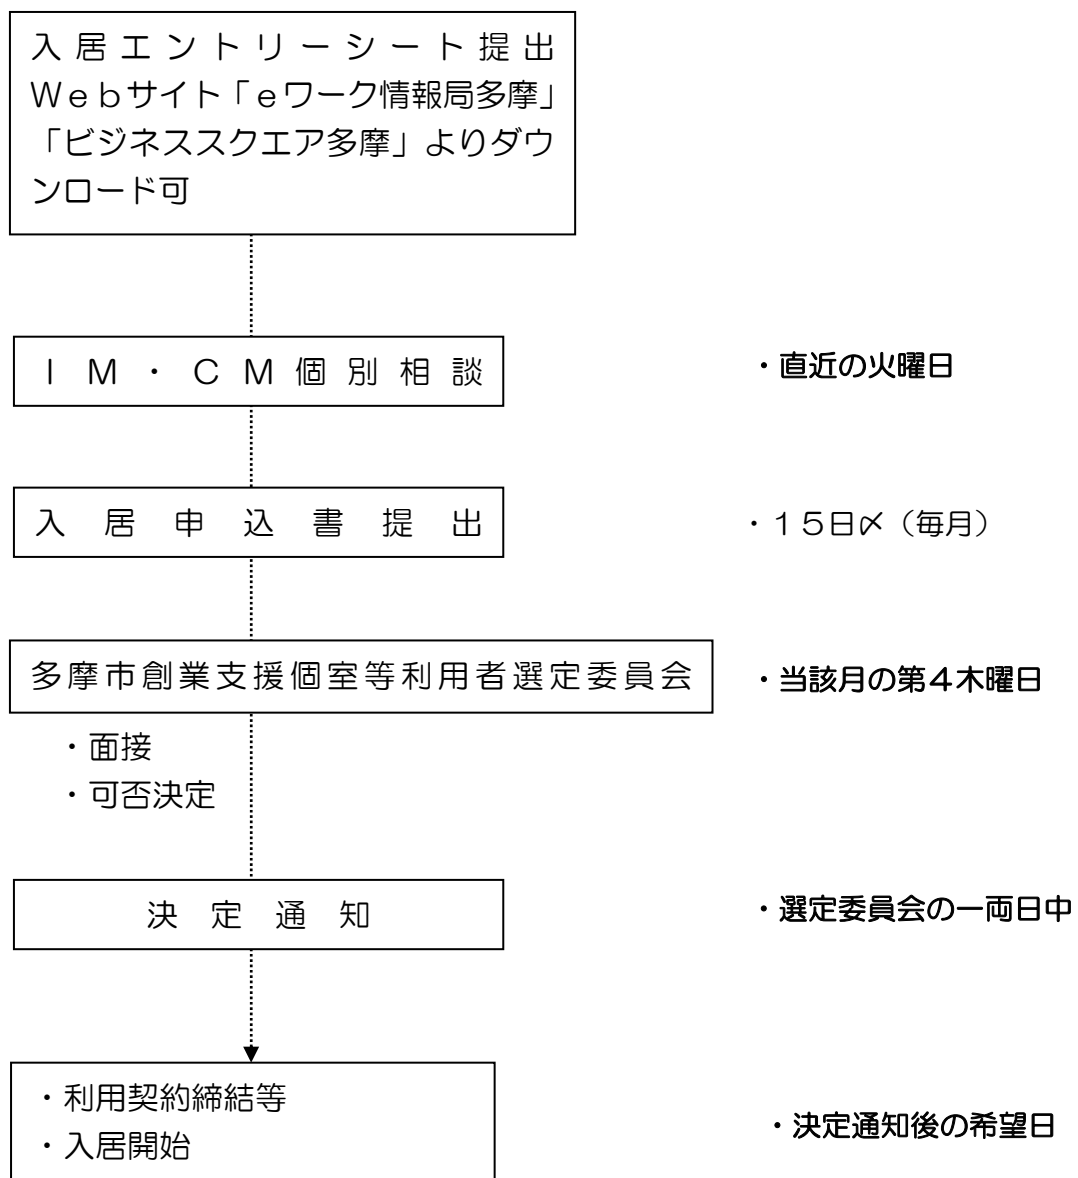 入居エントリーシート提出
Ｗｅｂサイト「ｅワーク情報局多摩」
「ビジネススクエア多摩」よりダウ
ンロード可
ＩＭ・ＣＭ個別相談
・直近の火曜日
入居申込書提出
・１５日〆（毎月）
多摩市創業支援個室等利用者選定委員会
・当該月の第４木曜日
・面接
・可否決定
決定通知
・選定委員会の一両日中
・利用契約締結等
・入居開始
・決定通知後の希望日